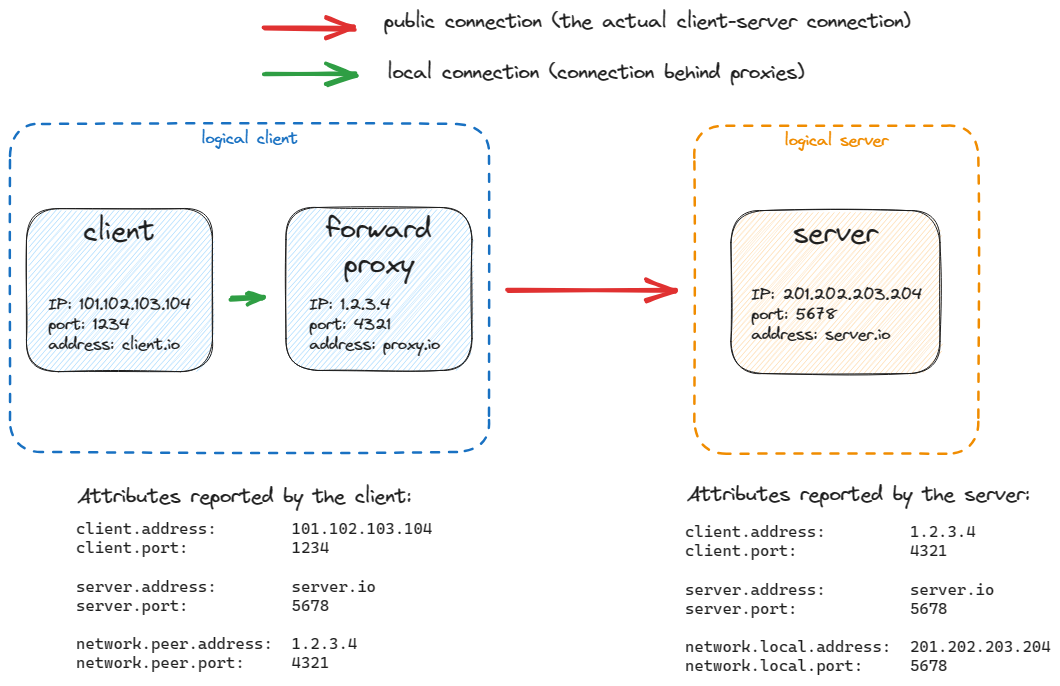 public connection (the actual client-server connection)
local connection (connection behind proxies)
logical client
client
IP: 101.102.103.104
port: 1234
address: client.io
forward
proxy
IP: 1.2.3.4
port: 4321
address: proxy.io
logical server
server
IP: 201.202.203.204
port: 5678
address: server.io
Attributes reported by the client:
client.address: 101.102.103.104
client.port: 1234
server.address: server.io
server.port: 5678
network.peer.address: 1.2.3.4
network.peer.port: 4321
Attributes reported by the server:
client.address: 1.2.3.4
client.port: 4321
server.address: server.io
server.port: 5678
network.local.address: 201.202.203.204
network.local.port: 5678